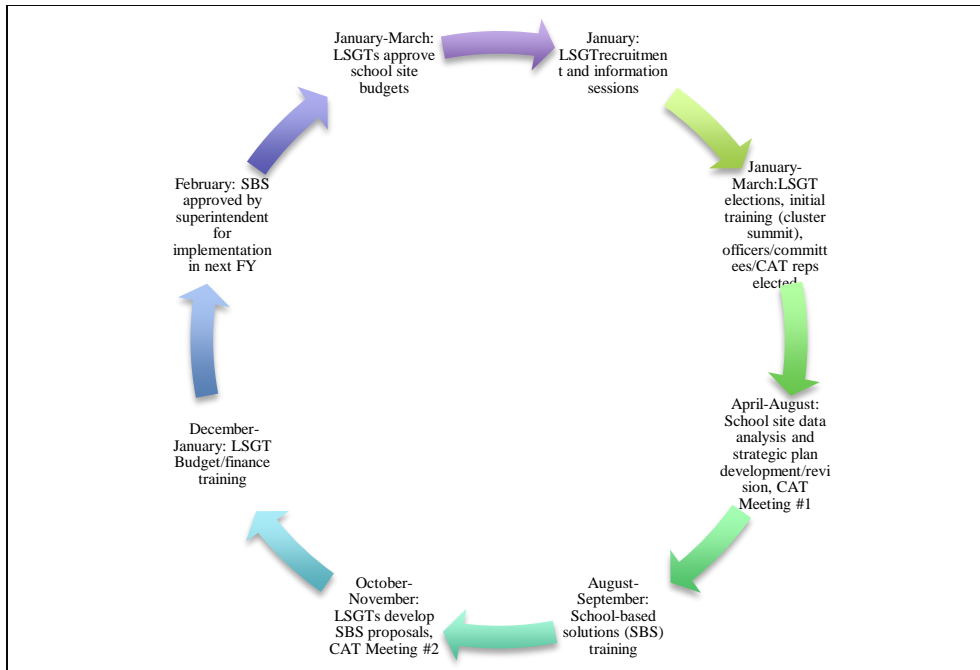 January-March:
LSGTs approve
school site
budgets
January:
LSGTrecruitmen
t and information
sessions
January-
March:LSGT
elections, initial
training (cluster
summit),
officers/committ
ees/CAT reps
elected
April-August:
School site data
analysis and
strategic plan
development/revi
sion, CAT
Meeting #1
August-
September:
School-based
solutions (SBS)
training
October-
November:
LSGTs develop
SBS proposals,
CAT Meeting #2
December-
January: LSGT
Budget/finance
training
February: SBS
approved by
superintendent
for
implementation
in next FY